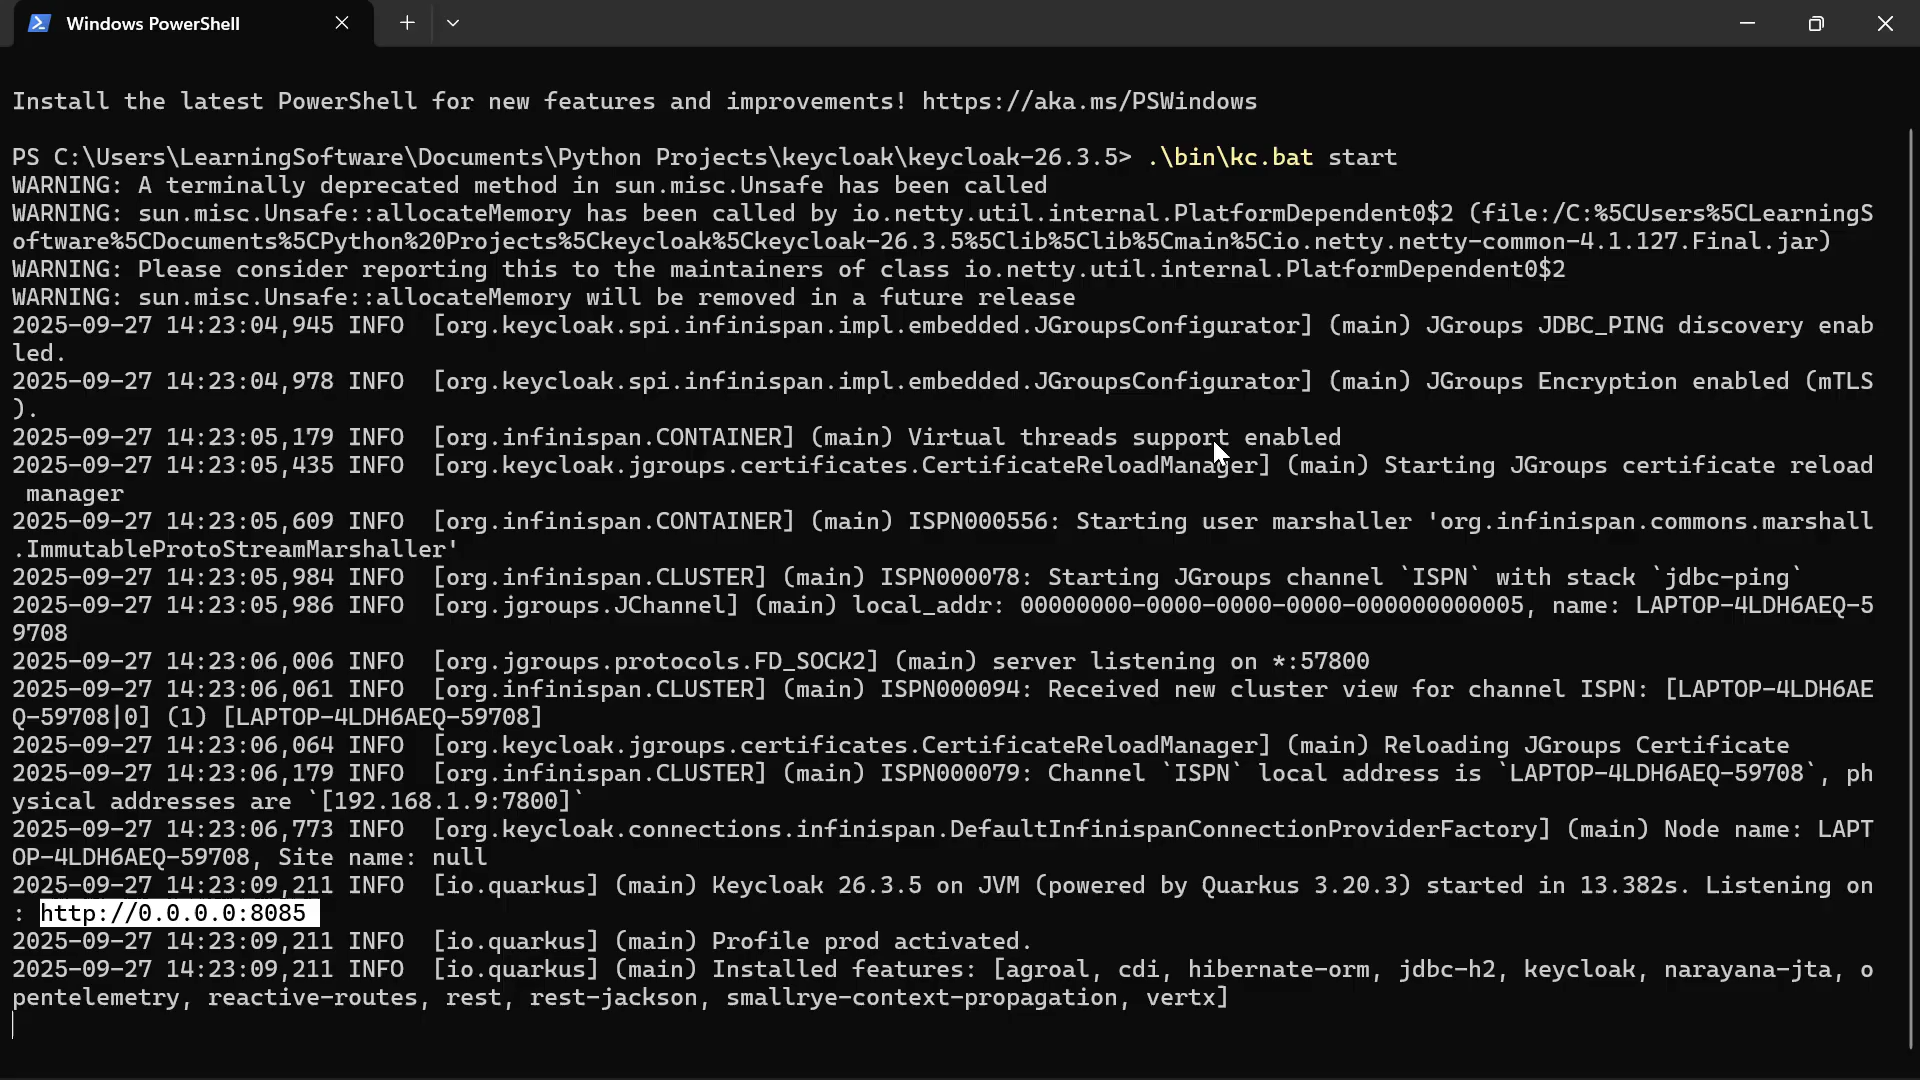 Windows PowerShell
Install the latest PowerShell for new features and improvements! https://aka.ms/PSWindows
PS C:\Users\LearningSoftware\Documents\Python Projects\keycloak\keycloak-26.3.5> .\bin\kc.bat start
WARNING: A terminally deprecated method in sun.misc.Unsafe has been called
WARNING: sun.misc.Unsafe::allocateMemory has been called by io.netty.util.internal.PlatformDependent0$2 (file:/C:%5CUsers%5CLearningS
oftware%5CDocuments%5CPython%20Projects%5Ckeycloak%5Ckeycloak-26.3.5%5Clib%5Clib%5Cmain%5Cio.netty.netty-common-4.1.127.Final.jar)
WARNING: Please consider reporting this to the maintainers of class io.netty.util.internal.PlatformDependent0$2
WARNING: sun.misc.Unsafe::allocateMemory will be removed in a future release
2025-09-27 14:23:04,945 INFO  [org.keycloak.spi.infinispan.impl.embedded.JGroupsConfigurator] (main) JGroups JDBC_PING discovery enab
led.
2025-09-27 14:23:04,978 INFO  [org.keycloak.spi.infinispan.impl.embedded.JGroupsConfigurator] (main) JGroups Encryption enabled (mTLS
).
2025-09-27 14:23:05,179 INFO  [org.infinispan.CONTAINER] (main) Virtual threads support enabled
2025-09-27 14:23:05,435 INFO  [org.keycloak.jgroups.certificates.CertificateReloadManager] (main) Starting JGroups certificate reload
 manager
2025-09-27 14:23:05,609 INFO  [org.infinispan.CONTAINER] (main) ISPN000556: Starting user marshaller 'org.infinispan.commons.marshall
.ImmutableProtoStreamMarshaller'
2025-09-27 14:23:05,984 INFO  [org.infinispan.CLUSTER] (main) ISPN000078: Starting JGroups channel `ISPN` with stack `jdbc-ping`
2025-09-27 14:23:05,986 INFO  [org.jgroups.JChannel] (main) local_addr: 00000000-0000-0000-0000-000000000005, name: LAPTOP-4LDH6AEQ-5
9708
2025-09-27 14:23:06,006 INFO  [org.jgroups.protocols.FD_SOCK2] (main) server listening on *:57800
2025-09-27 14:23:06,061 INFO  [org.infinispan.CLUSTER] (main) ISPN000094: Received new cluster view for channel ISPN: [LAPTOP-4LDH6AE
Q-59708|0] (1) [LAPTOP-4LDH6AEQ-59708]
2025-09-27 14:23:06,064 INFO  [org.keycloak.jgroups.certificates.CertificateReloadManager] (main) Reloading JGroups Certificate
2025-09-27 14:23:06,179 INFO  [org.infinispan.CLUSTER] (main) ISPN000079: Channel `ISPN` local address is `LAPTOP-4LDH6AEQ-59708`, ph
ysical addresses are `[192.168.1.9:7800]`
2025-09-27 14:23:06,773 INFO  [org.keycloak.connections.infinispan.DefaultInfinispanConnectionProviderFactory] (main) Node name: LAPT
OP-4LDH6AEQ-59708, Site name: null
2025-09-27 14:23:09,211 INFO  [io.quarkus] (main) Keycloak 26.3.5 on JVM (powered by Quarkus 3.20.3) started in 13.382s. Listening on
: http://0.0.0.0:8085
2025-09-27 14:23:09,211 INFO  [io.quarkus] (main) Profile prod activated.
2025-09-27 14:23:09,211 INFO  [io.quarkus] (main) Installed features: [agroal, cdi, hibernate-orm, jdbc-h2, keycloak, narayana-jta, o
pentelemetry, reactive-routes, rest, rest-jackson, smallrye-context-propagation, vertx]